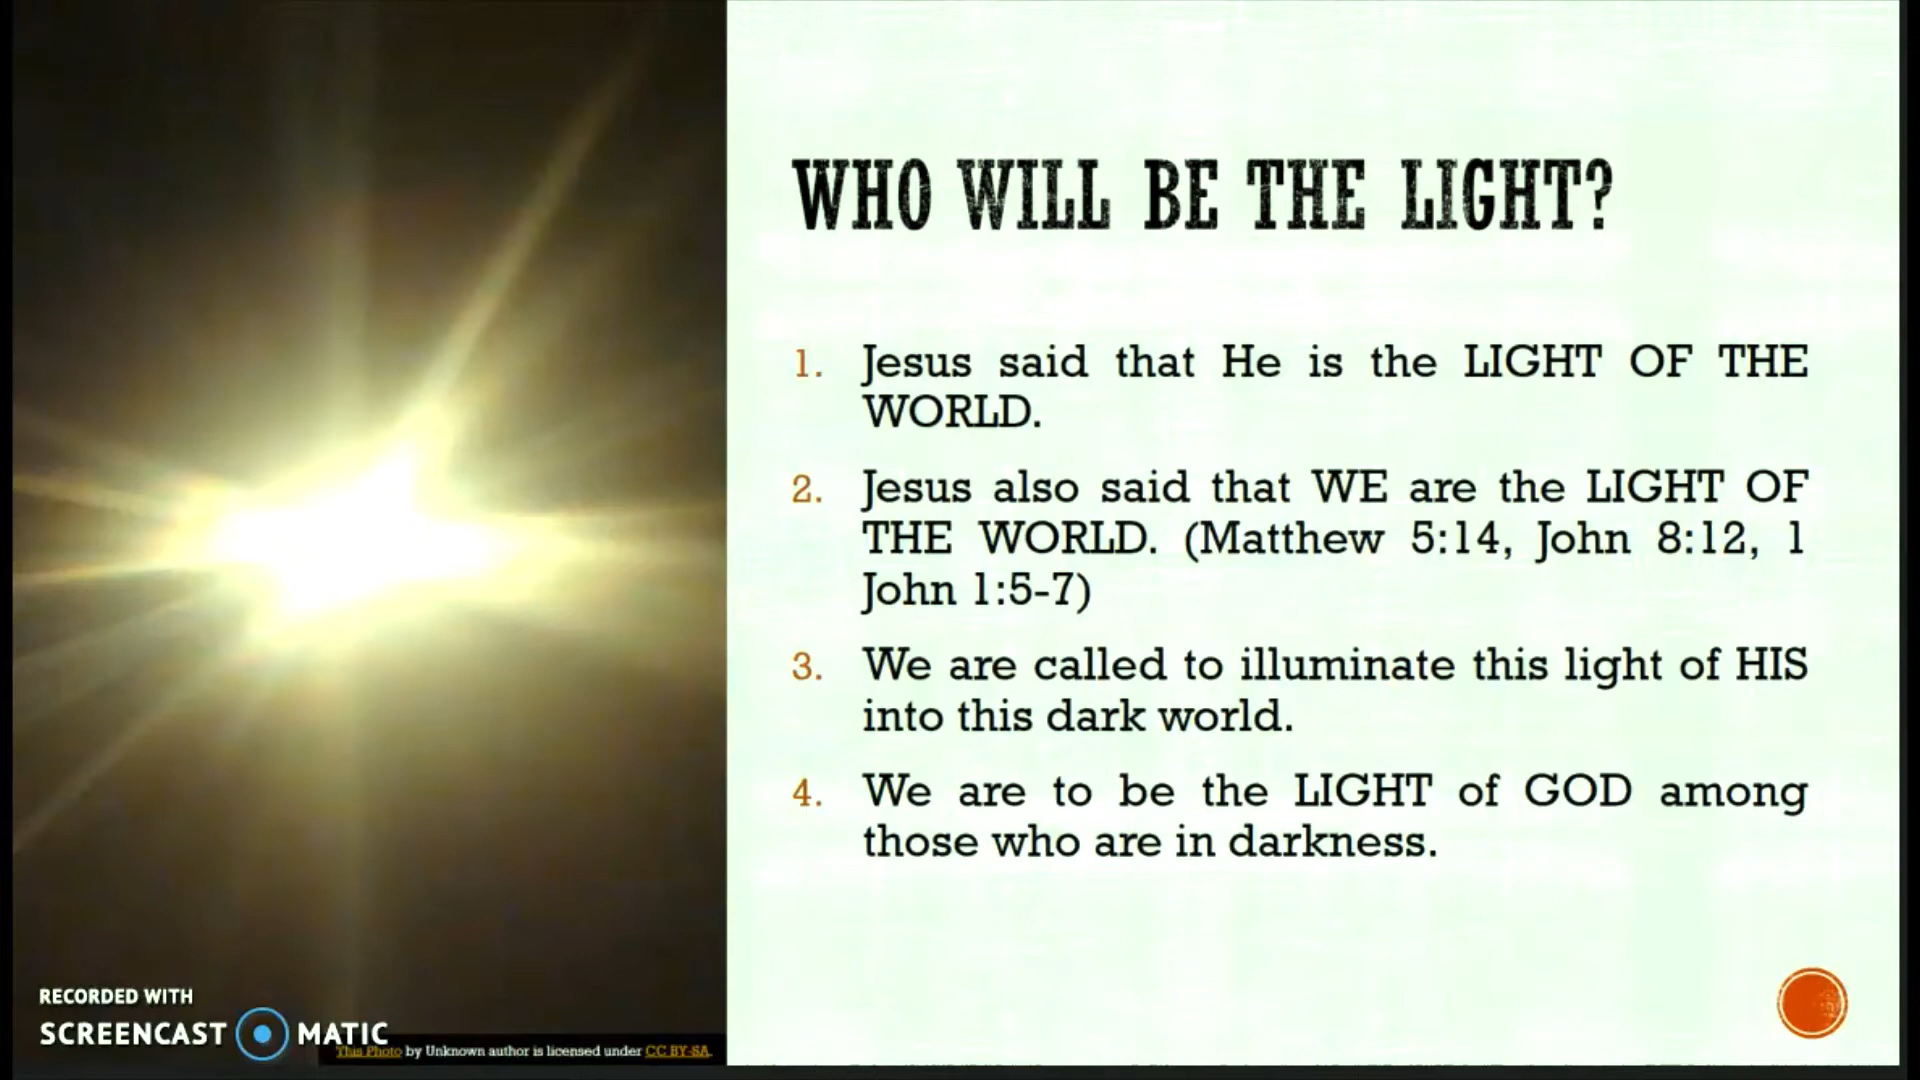 WHO WILL BE THE LIGHT?
1. Jesus said that He is the LIGHT OF THE
WORLD.
2. Jesus also said that WE are the LIGHT OF
THE WORLD. (Matthew 5:14, John 8:12, 1
John 1:5-7)
3. We are called to illuminate this light of HIS
into this dark world.
4. We are to be the LIGHT of GOD among
those who are in darkness.
RECORDED WITH
SCREENCAST MATIC
This Photo by Unknown author is licensed under CC BY-SA.